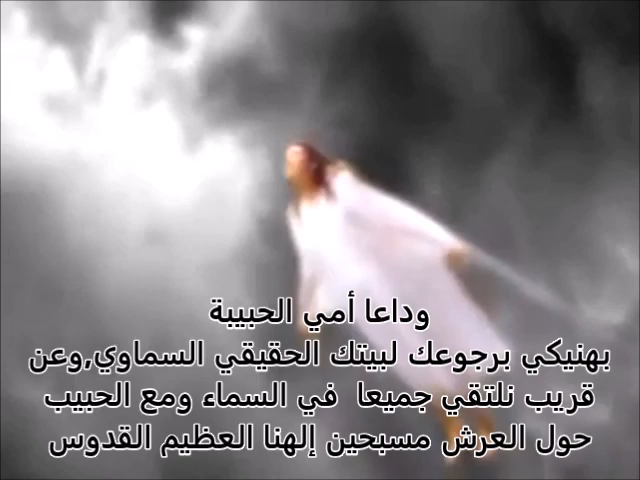 وداعا أمي الحبيبة
بهنيكي برجوعك لبيتك الحقيقي السماوي,وعن
قريب نلتقي جميعا في السماء ومع الحبيب
حول العرش مسبحين إلهنا العظيم القدوس